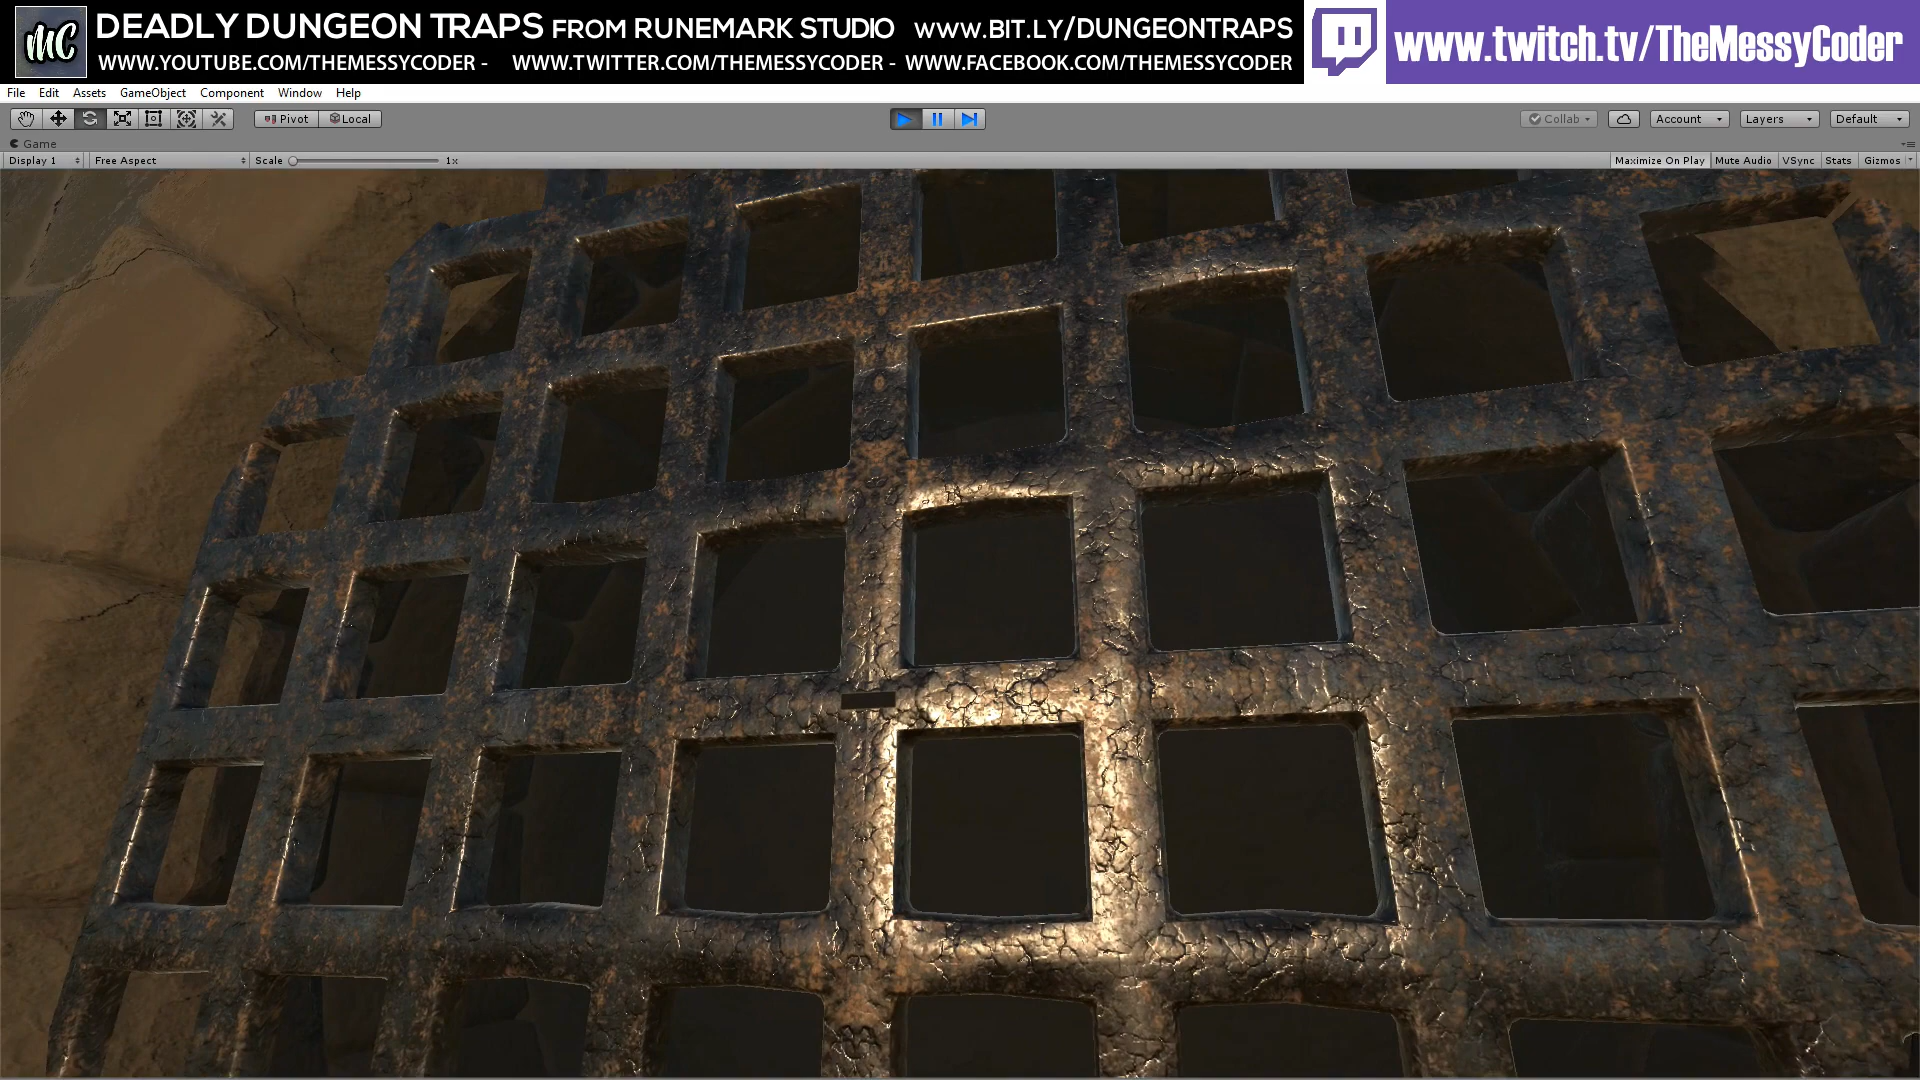 MC
DEADLY DUNGEON TRAPS FROM RUNEMARK STUDIO WWW.BIT.LY/DUNGEONTRAPS
WWW.YOUTUBE.COM/THEMESSYCODER - WWW.TWITTER.COM/THEMESSYCODER - WWW.FACEBOOK.COM/THEMESSYCODER
www.twitch.tv/TheMessyCoder
File Edit Assets GameObject Component Window Help
Pivot Local Collab Account Layers Default
Game
Display 1 Free Aspect Scale 1x Maximize On Play Mute Audio VSync Stats Gizmos